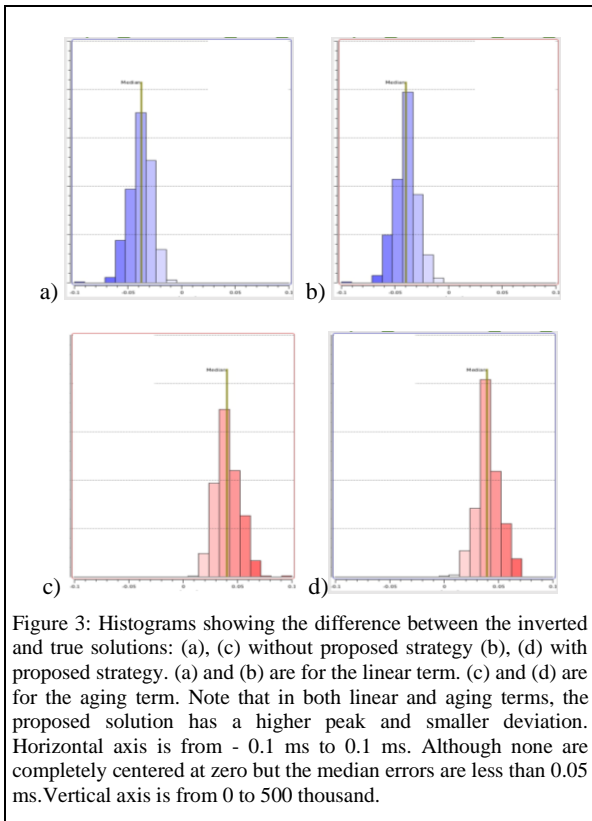 Median
Median
-0.1 -0.05 0 0.05 0.1
-0.1 -0.05 0 0.05 0.1
a)
b)
Median
Median
-0.1 -0.05 0 0.05 0.1
-0.1 -0.05 0 0.05 0.1
c)
d)
Figure 3: Histograms showing the difference between the inverted
and true solutions: (a), (c) without proposed strategy (b), (d) with
proposed strategy. (a) and (b) are for the linear term. (c) and (d) are
for the aging term. Note that in both linear and aging terms, the
proposed solution has a higher peak and smaller deviation.
Horizontal axis is from - 0.1 ms to 0.1 ms. Although none are
completely centered at zero but the median errors are less than 0.05
ms.Vertical axis is from 0 to 500 thousand.